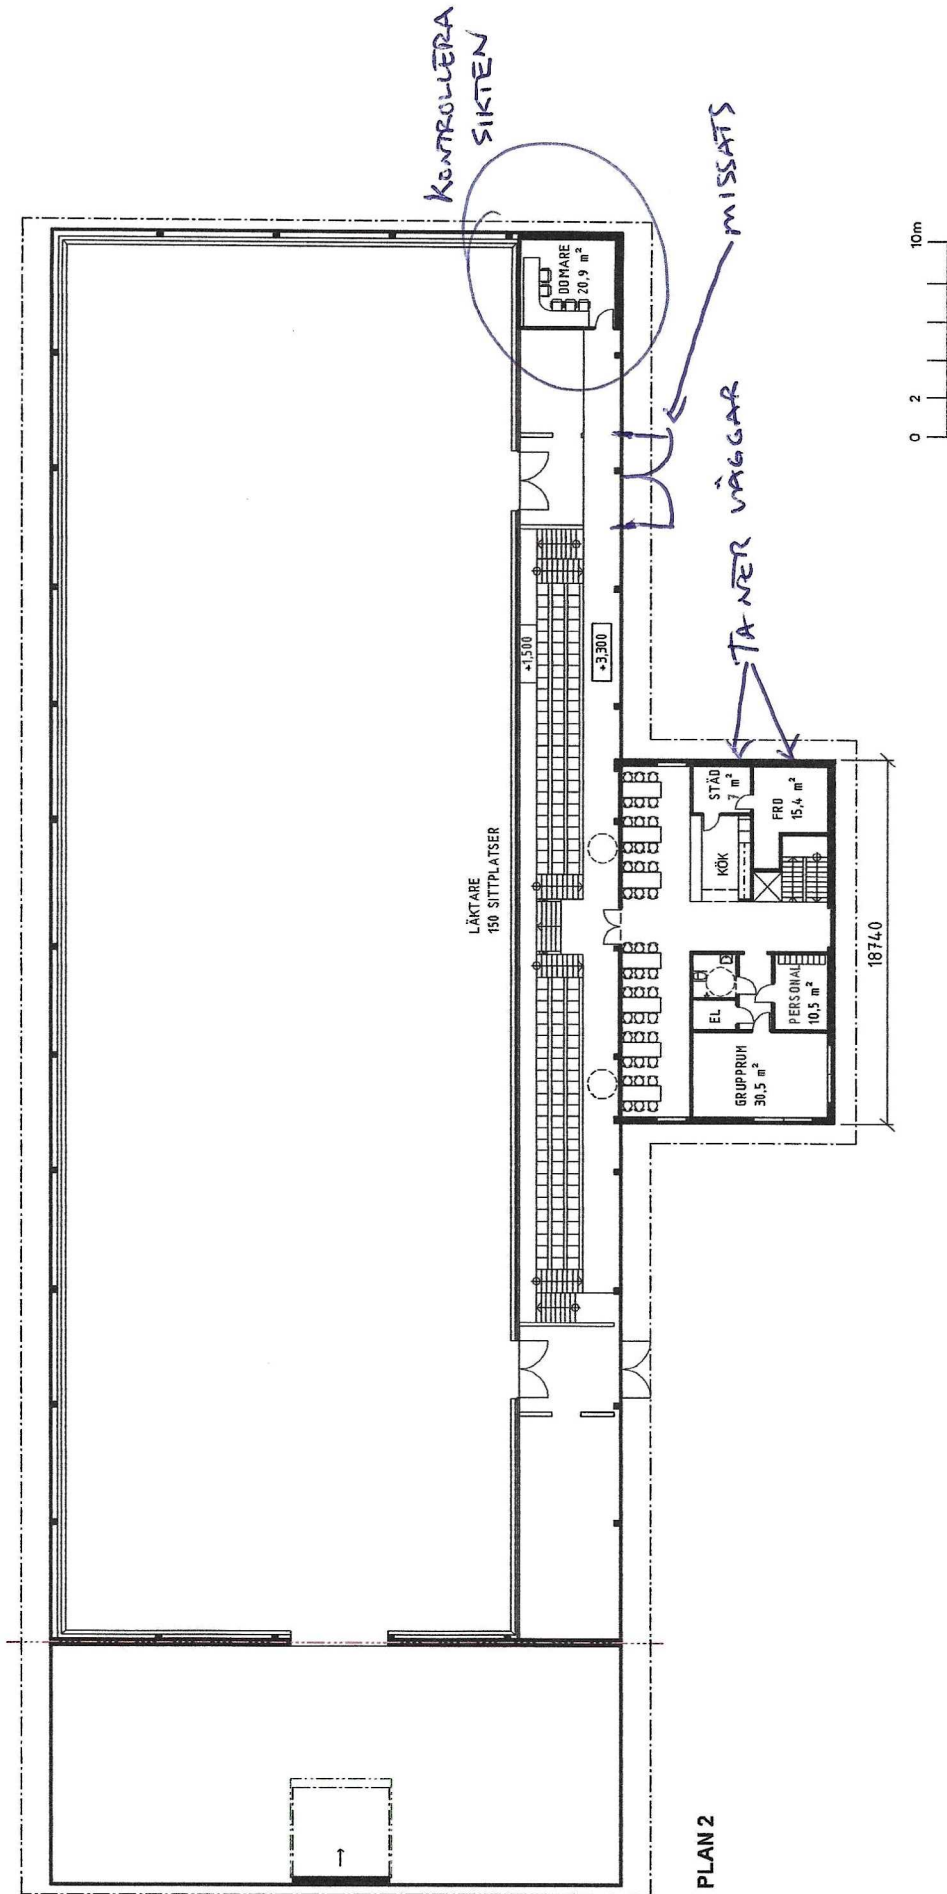 KONTROLLERA
SIKTEN
DOMARE
20,9 m²
MISSATS
TA NER VÄGGAR
+1,500
+3,300
LÄKTARE
150 SITTPLATSER
STÄD
7 m²
FRD
15,4 m²
KÖK
EL
PERSONAL
10,5 m²
GRUPPRUM
30,5 m²
18740
0 2 10m
PLAN 2